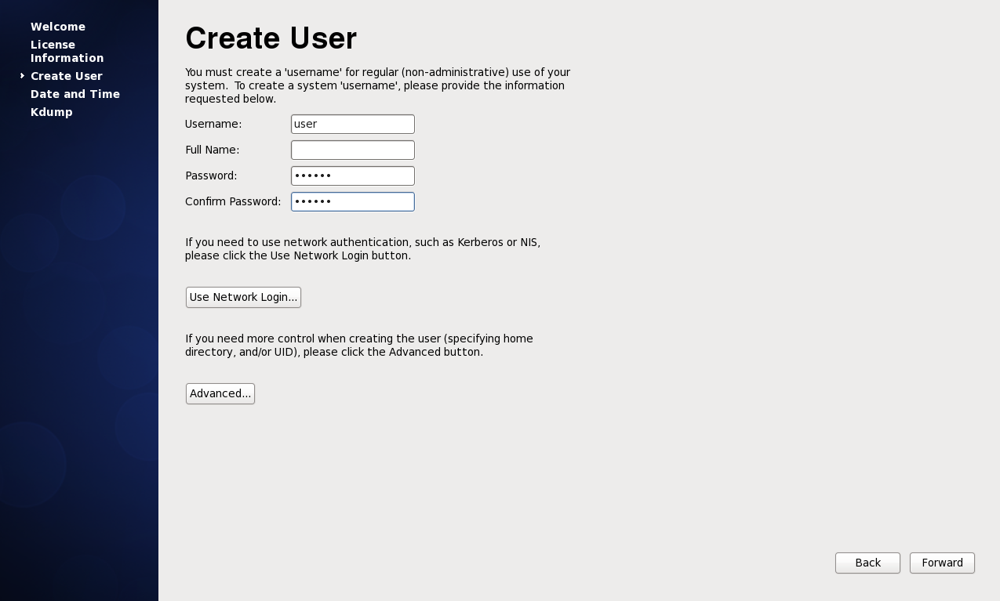 Welcome
License
Information
Create User
Date and Time
Kdump
Create User
You must create a 'username' for regular (non-administrative) use of your
system.  To create a system 'username', please provide the information
requested below.
Username: user
Full Name:
Password: ••••••
Confirm Password: ••••••
If you need to use network authentication, such as Kerberos or NIS,
please click the Use Network Login button.
Use Network Login...
If you need more control when creating the user (specifying home
directory, and/or UID), please click the Advanced button.
Advanced...
Back Forward